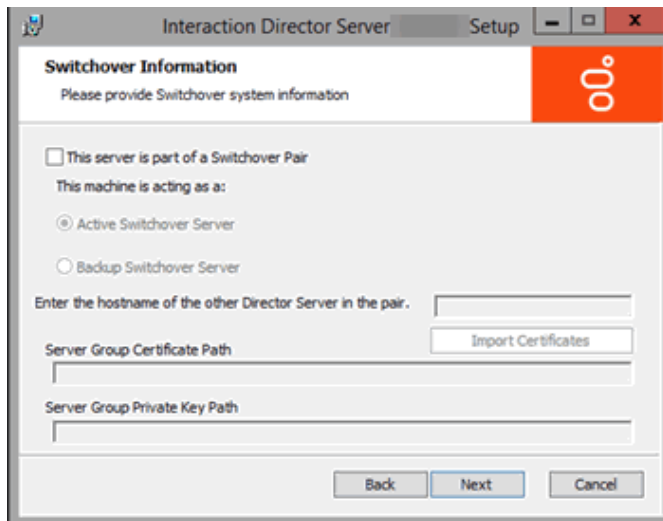 Interaction Director Server Setup
Switchover Information
Please provide Switchover system information
This server is part of a Switchover Pair
This machine is acting as a:
Active Switchover Server
Backup Switchover Server
Enter the hostname of the other Director Server in the pair.
Import Certificates
Server Group Certificate Path
Server Group Private Key Path
Back Next Cancel